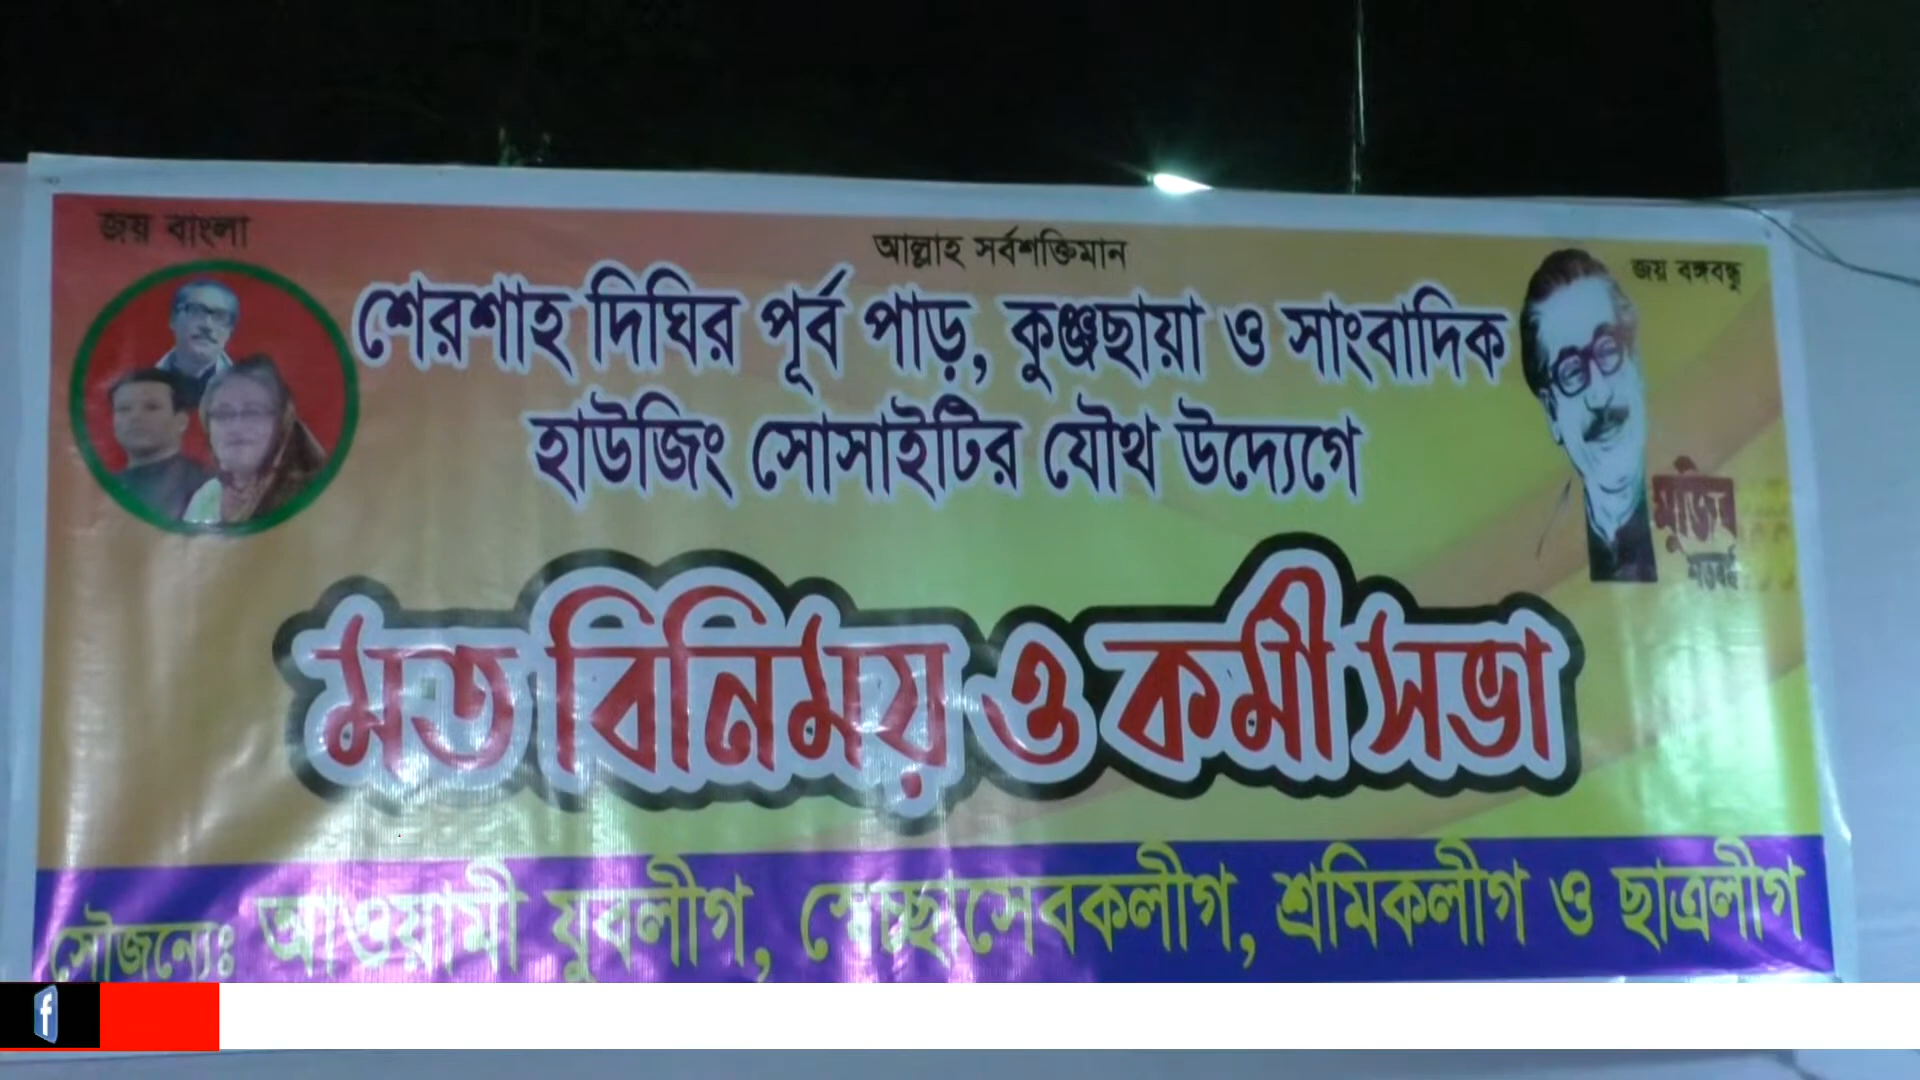 জয় বাংলা
আল্লাহ সর্বশক্তিমান
জয় বঙ্গবন্ধু
শেরশাহ দিঘির পূর্ব পাড়, কুঞ্জছায়া ও সাংবাদিক
হাউজিং সোসাইটির যৌথ উদ্যেগে
মুজিব
শতবর্ষ
মত বিনিময় ও কর্মী সভা
সৌজন্যেঃ আওয়ামী যুবলীগ, স্বেচ্ছাসেবকলীগ, শ্রমিকলীগ ও ছাত্রলীগ
f